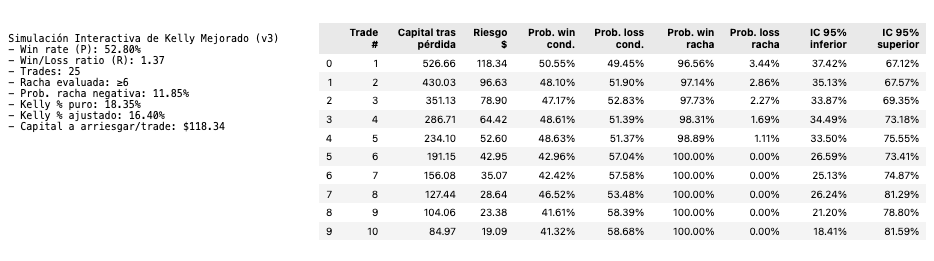 Simulación Interactiva de Kelly Mejorado (v3)
- Win rate (P): 52.80%
- Win/Loss ratio (R): 1.37
- Trades: 25
- Racha evaluada: ≥6
- Prob. racha negativa: 11.85%
- Kelly % puro: 18.35%
- Kelly % ajustado: 16.40%
- Capital a arriesgar/trade: $118.34
Trade # Capital tras pérdida Riesgo $ Prob. win cond. Prob. loss cond. Prob. win racha Prob. loss racha IC 95% inferior IC 95% superior
0 1 526.66 118.34 50.55% 49.45% 96.56% 3.44% 37.42% 67.12%
1 2 430.03 96.63 48.10% 51.90% 97.14% 2.86% 35.13% 67.57%
2 3 351.13 78.90 47.17% 52.83% 97.73% 2.27% 33.87% 69.35%
3 4 286.71 64.42 48.61% 51.39% 98.31% 1.69% 34.49% 73.18%
4 5 234.10 52.60 48.63% 51.37% 98.89% 1.11% 33.50% 75.55%
5 6 191.15 42.95 42.96% 57.04% 100.00% 0.00% 26.59% 73.41%
6 7 156.08 35.07 42.42% 57.58% 100.00% 0.00% 25.13% 74.87%
7 8 127.44 28.64 46.52% 53.48% 100.00% 0.00% 26.24% 81.29%
8 9 104.06 23.38 41.61% 58.39% 100.00% 0.00% 21.20% 78.80%
9 10 84.97 19.09 41.32% 58.68% 100.00% 0.00% 18.41% 81.59%